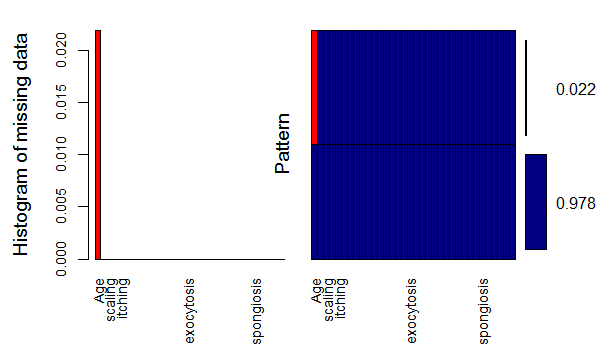 Histogram of missing data
0.020
0.015
0.010
0.005
0.000
Age
scaling
itching
exocytosis
spongiosis
Pattern
Age
scaling
itching
exocytosis
spongiosis
0.022
0.978